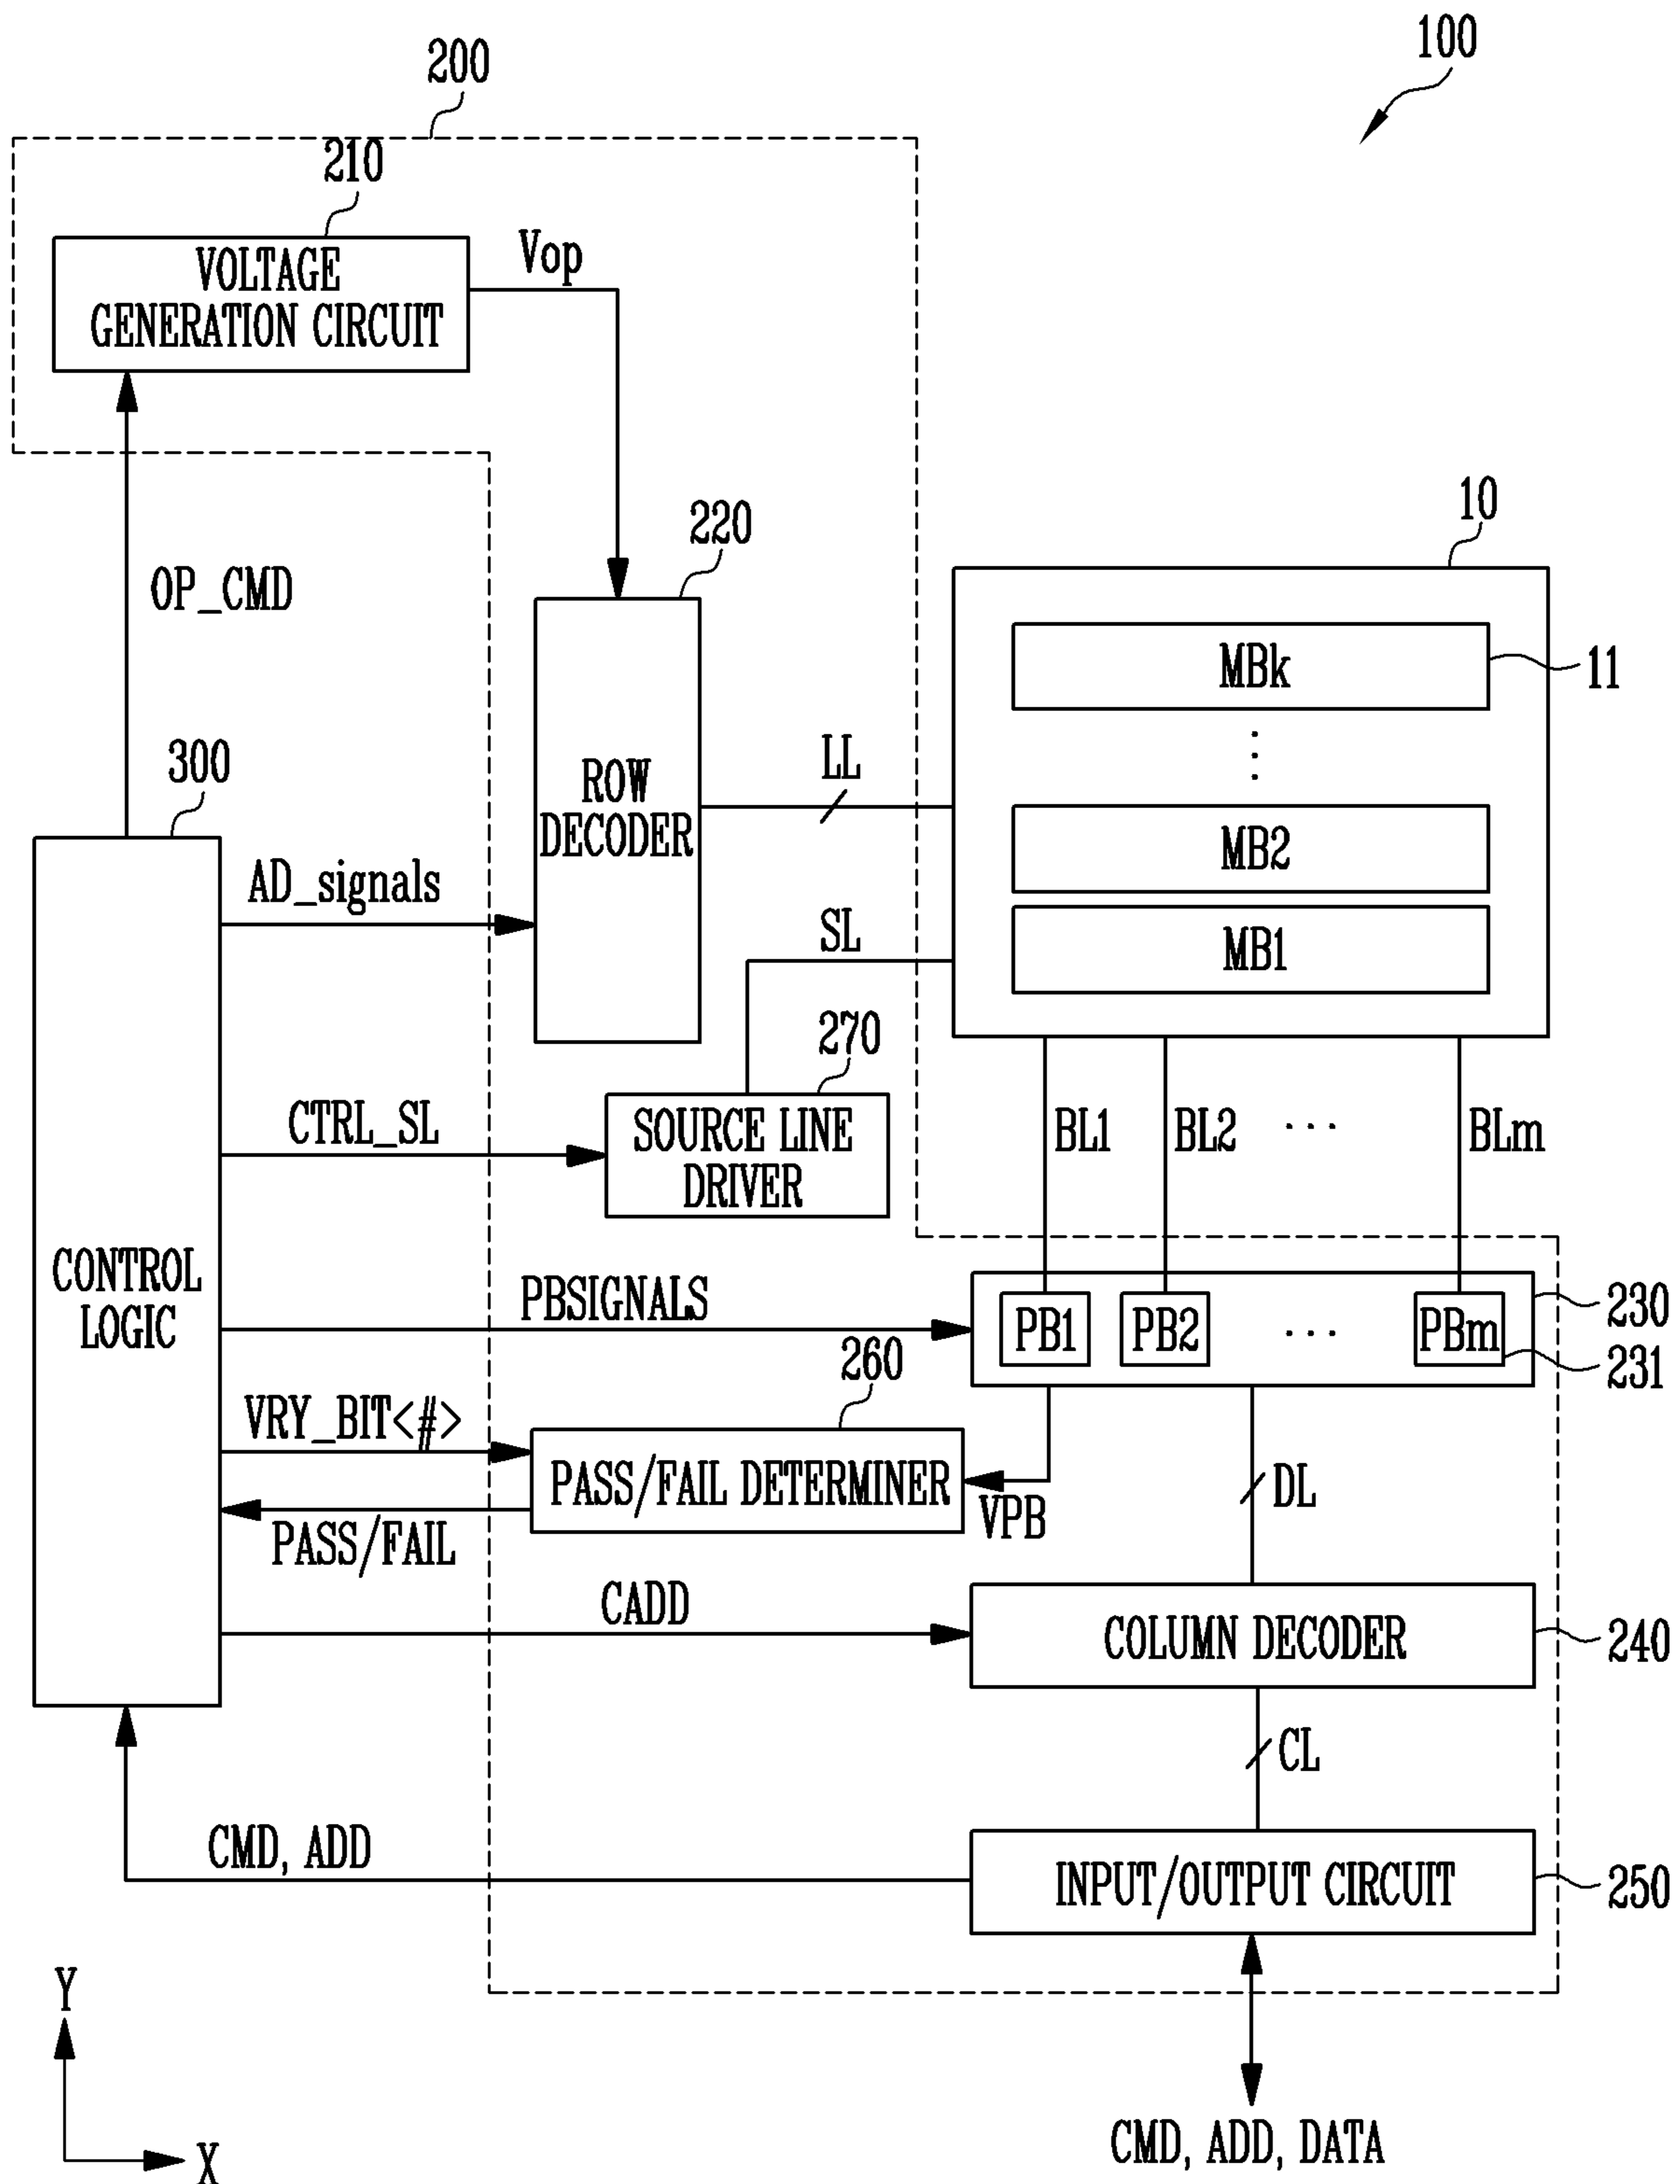 100
200
210
VOLTAGE
GENERATION CIRCUIT
Vop
OP_CMD
220
ROW
DECODER
10
MBk
11
⋮
MB2
MB1
LL
SL
300
CONTROL
LOGIC
AD_signals
270
CTRL_SL
SOURCE LINE
DRIVER
BL1 BL2 ... BLm
PBSIGNALS
PB1 PB2 ... PBm
230
231
260
VRY_BIT<#>
PASS/FAIL DETERMINER
PASS/FAIL
VPB
DL
CADD
COLUMN DECODER
240
CL
CMD, ADD
INPUT/OUTPUT CIRCUIT
250
Y
X
CMD, ADD, DATA